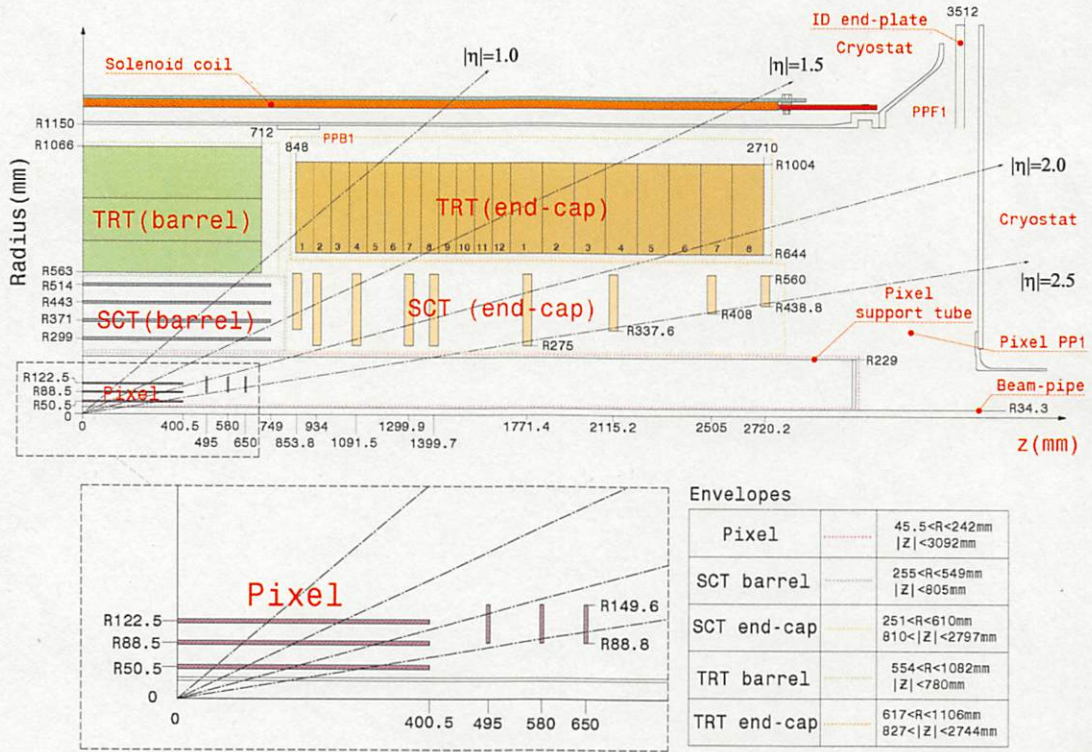 3512
ID end-plate
Cryostat
Solenoid coil
|η|=1.0
|η|=1.5
PPF1
R1150
712
PPB1
R1066
848
2710
R1004
|η|=2.0
Radius(mm)
TRT(barrel)
TRT(end-cap)
Cryostat
1 2 3 4 5 6 7 8 9 10 11 12 1 2 3 4 5 6 7 8
R644
R563
R560
|η|=2.5
R514
R443
SCT(barrel)
SCT (end-cap)
R438.8
R408
Pixel
support tube
R371
R337.6
R299
R275
Pixel PP1
R229
R122.5
R88.5
Pixel
Beam-pipe
R50.5
R34.3
0
0
400.5
580
749
934
1299.9
1771.4
2115.2
2505
2720.2
495
650
853.8
1091.5
1399.7
z(mm)
Pixel
R122.5
R149.6
R88.5
R88.8
R50.5
0
0
400.5
495
580
650
Envelopes
Pixel
45.5<R<242mm
|Z|<3092mm
SCT barrel
255<R<549mm
|Z|<805mm
SCT end-cap
251<R<610mm
810<|Z|<2797mm
TRT barrel
554<R<1082mm
|Z|<780mm
TRT end-cap
617<R<1106mm
827<|Z|<2744mm